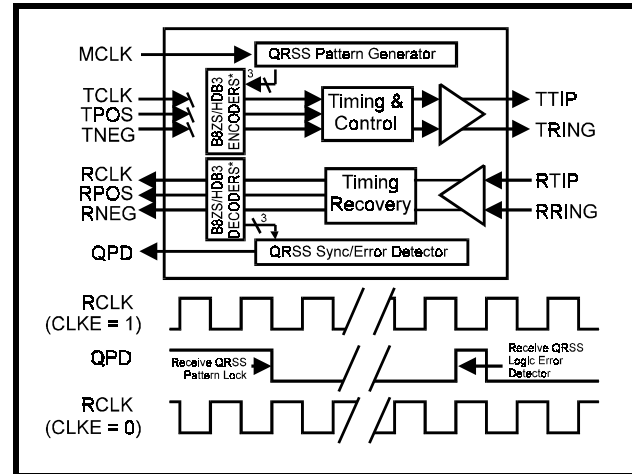 MCLK
QRSS Pattern Generator
3
TCLK
TPOS
TNEG
B8ZS/HDB3
ENCODERS*
Timing &
Control
TTIP
TRING
RCLK
RPOS
RNEG
B8ZS/HDB3
DECODERS*
Timing
Recovery
RTIP
RRING
3
QPD
QRSS Sync/Error Detector
RCLK
(CLKE = 1)
QPD
Receive QRSS
Pattern Lock
Receive QRSS
Logic Error
Detector
RCLK
(CLKE = 0)